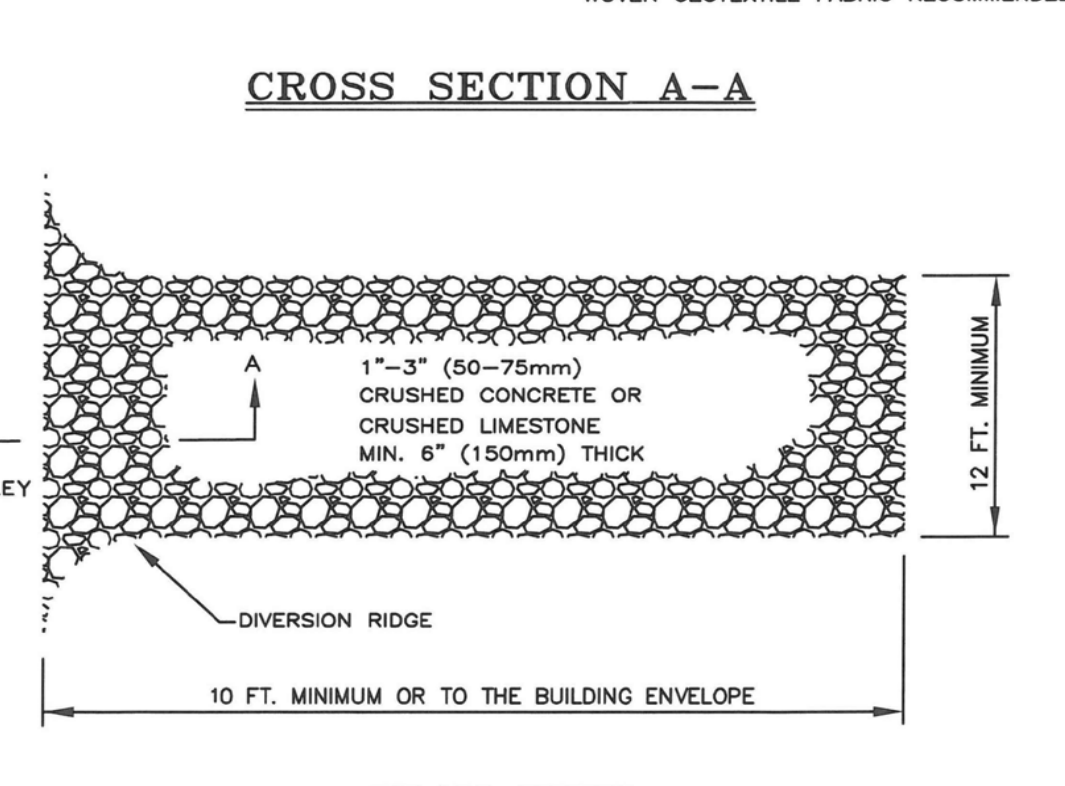 CROSS SECTION A-A
A
1"-3" (50-75mm)
CRUSHED CONCRETE OR
CRUSHED LIMESTONE
MIN. 6" (150mm) THICK
12 FT. MINIMUM
DIVERSION RIDGE
10 FT. MINIMUM OR TO THE BUILDING ENVELOPE